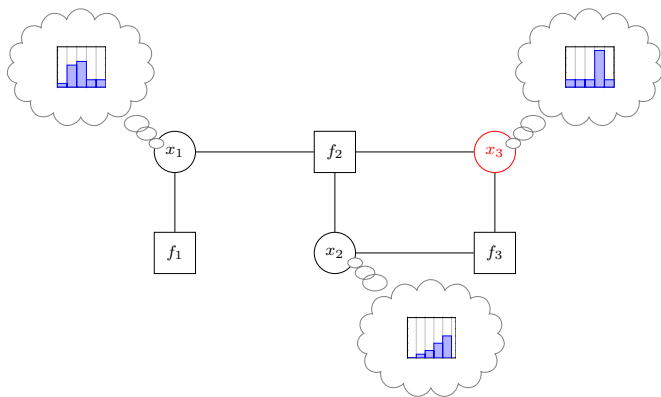 x₁ f₂ x₃
f₁ x₂ f₃